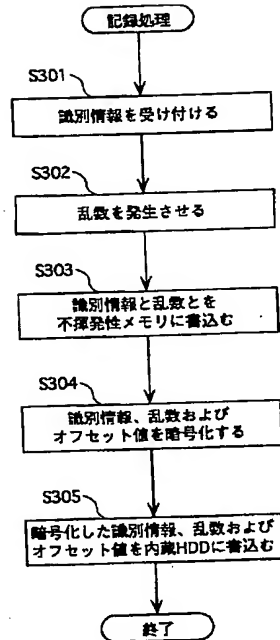 記録処理
S301
識別情報を受け付ける
S302
乱数を発生させる
S303
識別情報と乱数とを
不揮発性メモリに書込む
S304
識別情報、乱数および
オフセット値を暗号化する
S305
暗号化した識別情報、乱数および
オフセット値を内蔵HDDに書込む
終了